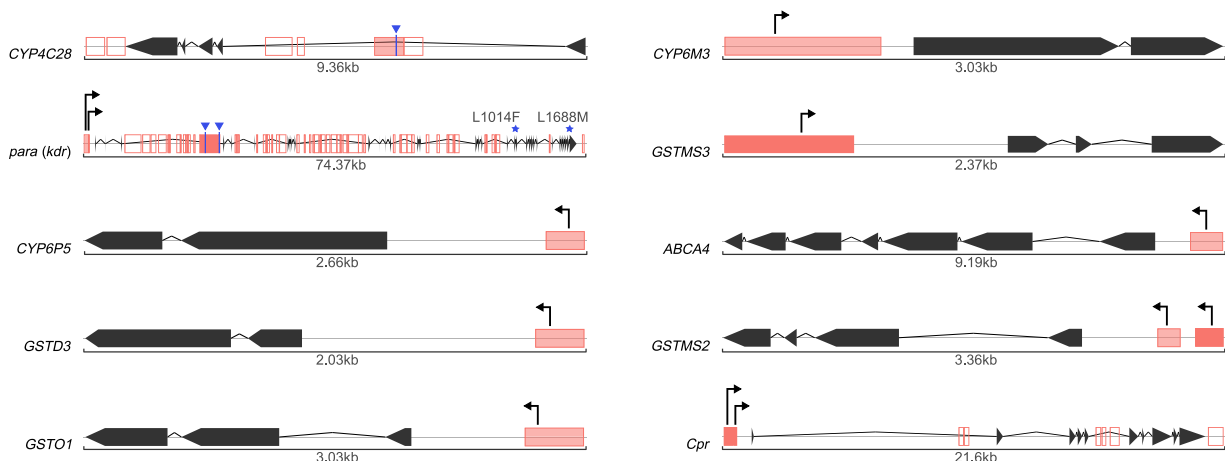 CYP4C28
9.36kb
L1014F
L1688M
para (kdr)
74.37kb
CYP6P5
2.66kb
GSTD3
2.03kb
GSTO1
3.03kb
CYP6M3
3.03kb
GSTMS3
2.37kb
ABCA4
9.19kb
GSTMS2
3.36kb
Cpr
21.6kb